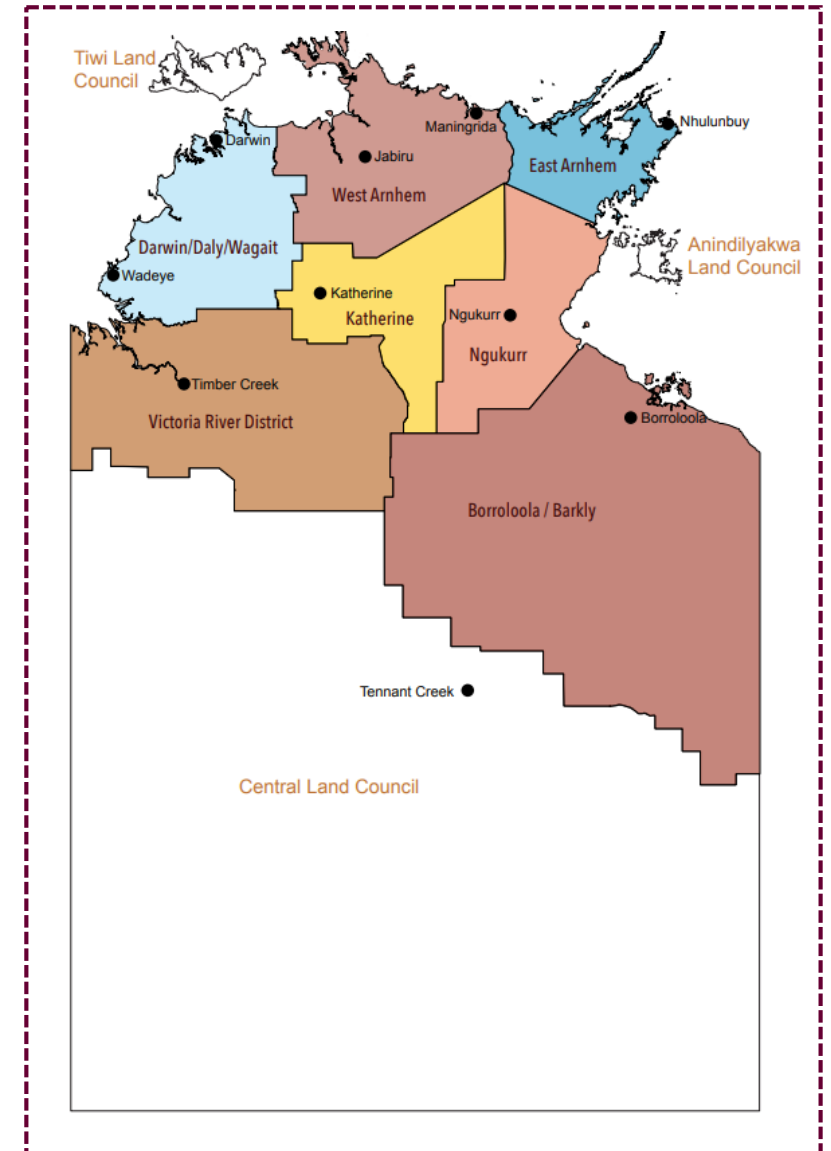 Tiwi Land
Council
Darwin
Maningrida
Nhulunbuy
Jabiru
East Arnhem
West Arnhem
Darwin/Daly/Wagait
Anindilyakwa
Land Council
Wadeye
Katherine
Katherine
Ngukurr
Ngukurr
Timber Creek
Victoria River District
Borroloola
Borroloola / Barkly
Tennant Creek
Central Land Council